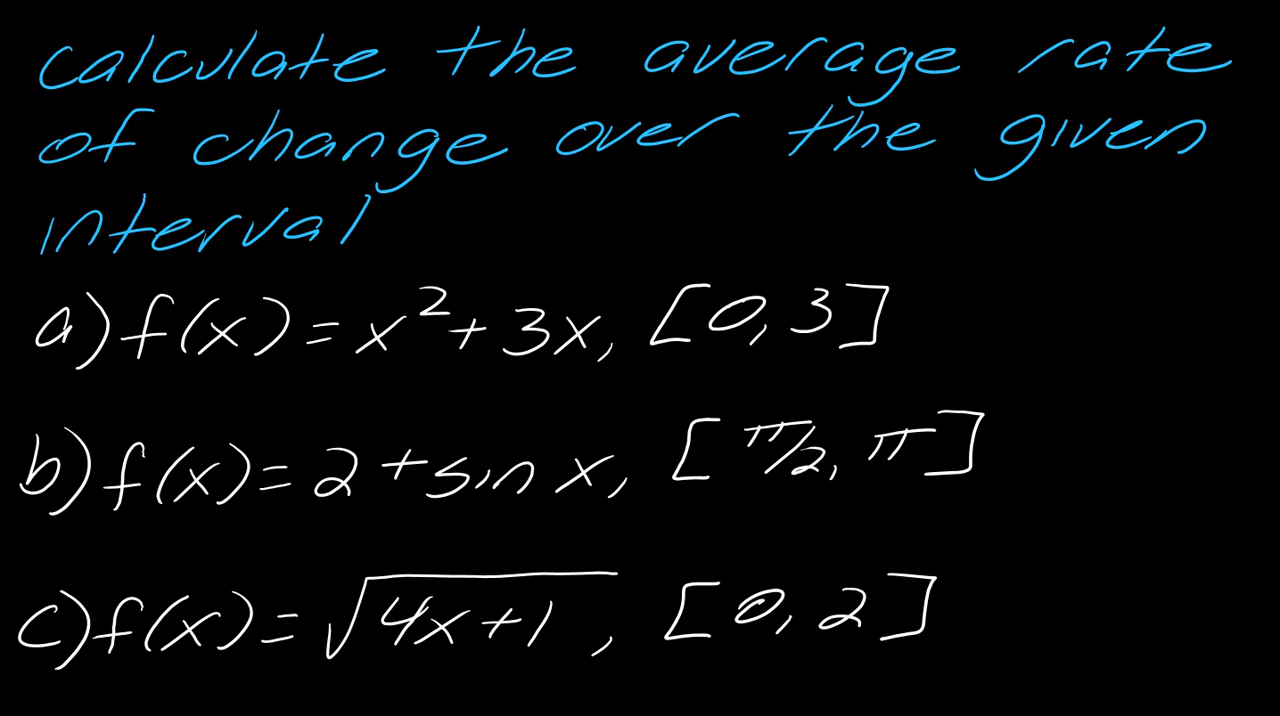 calculate the average rate
of change over the given
interval
a) f(x) = x² + 3x, [0, 3]
b) f(x) = 2 + sin x, [π/2, π]
c) f(x) = √(4x+1), [0, 2]